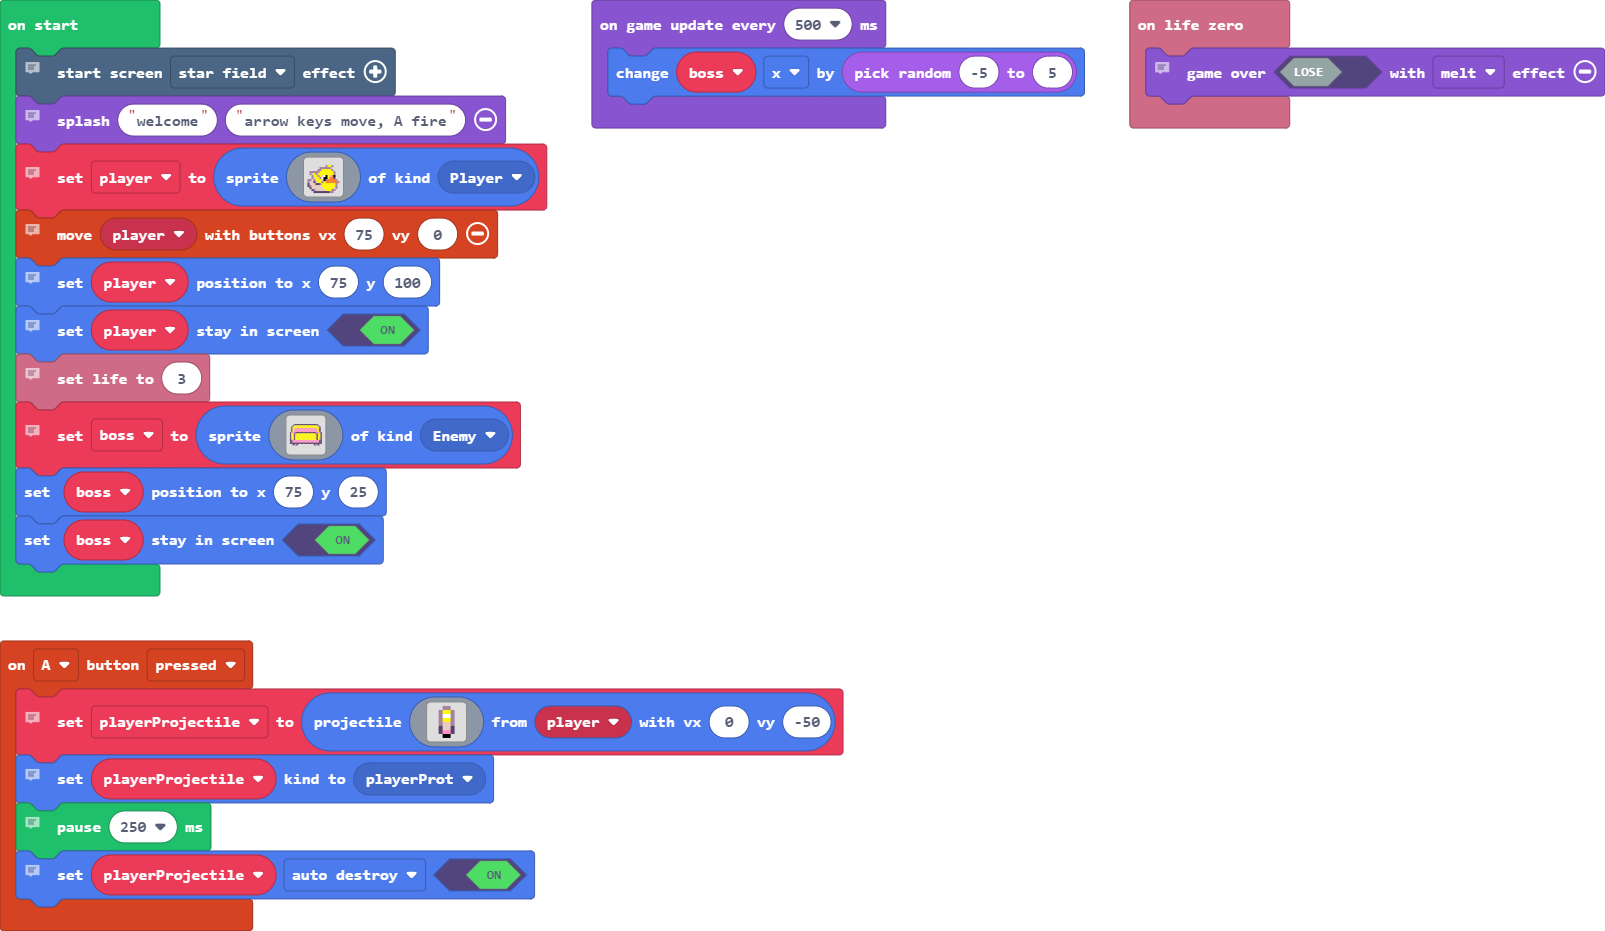 on start
start screen star field effect
splash "welcome" "arrow keys move, A fire"
set player to sprite of kind Player
move player with buttons vx 75 vy 0
set player position to x 75 y 100
set player stay in screen ON
set life to 3
set boss to sprite of kind Enemy
set boss position to x 75 y 25
set boss stay in screen ON
on game update every 500 ms
change boss x by pick random -5 to 5
on life zero
game over LOSE with melt effect
on A button pressed
set playerProjectile to projectile from player with vx 0 vy -50
set playerProjectile kind to playerProt
pause 250 ms
set playerProjectile auto destroy ON